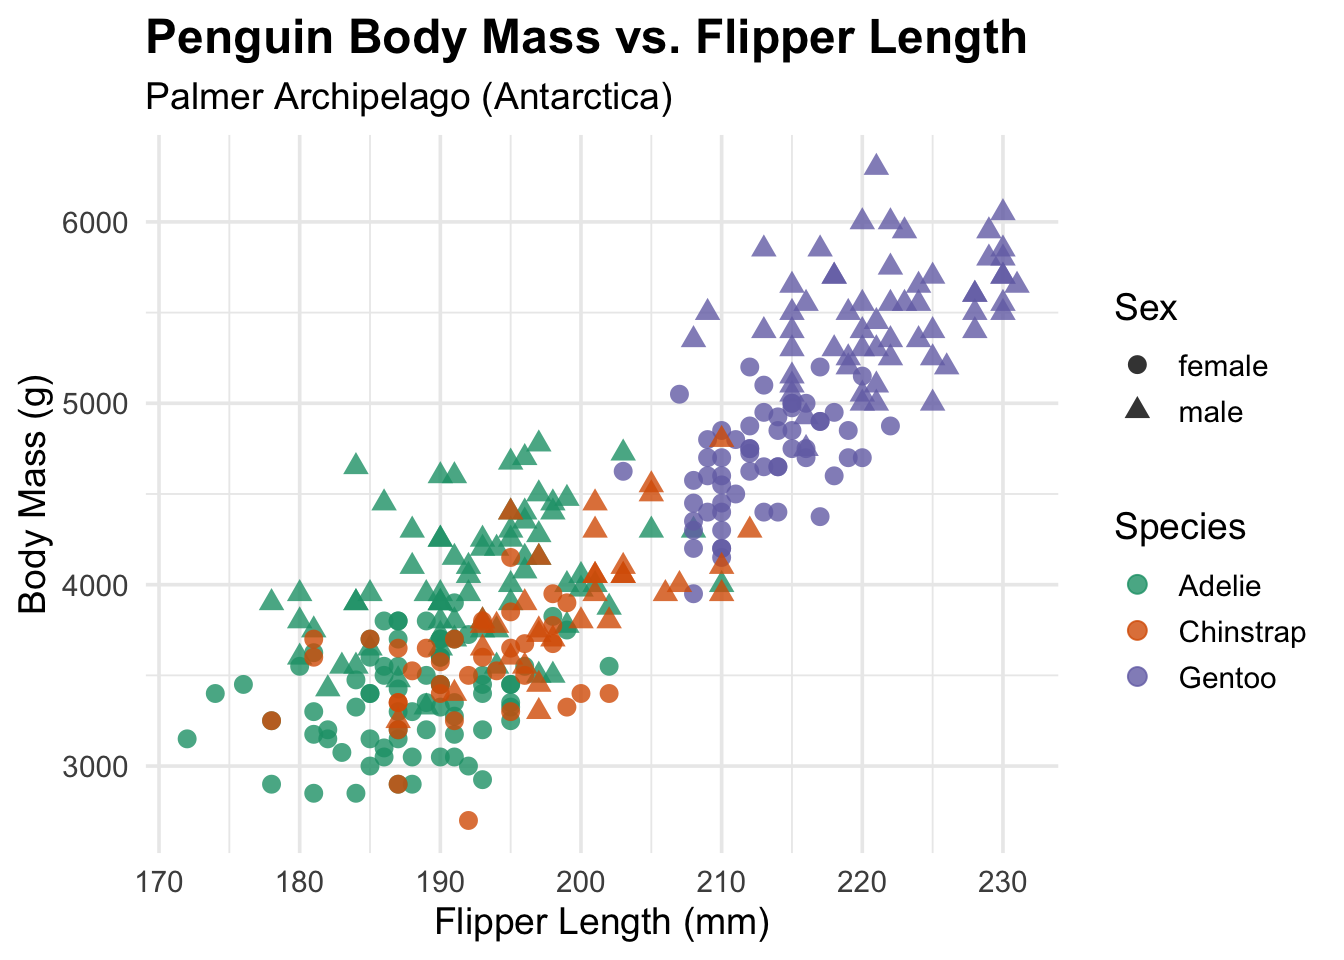 Penguin Body Mass vs. Flipper Length
Palmer Archipelago (Antarctica)
Body Mass (g)
6000
5000
4000
3000
170 180 190 200 210 220 230
Flipper Length (mm)
Sex
female
male
Species
Adelie
Chinstrap
Gentoo